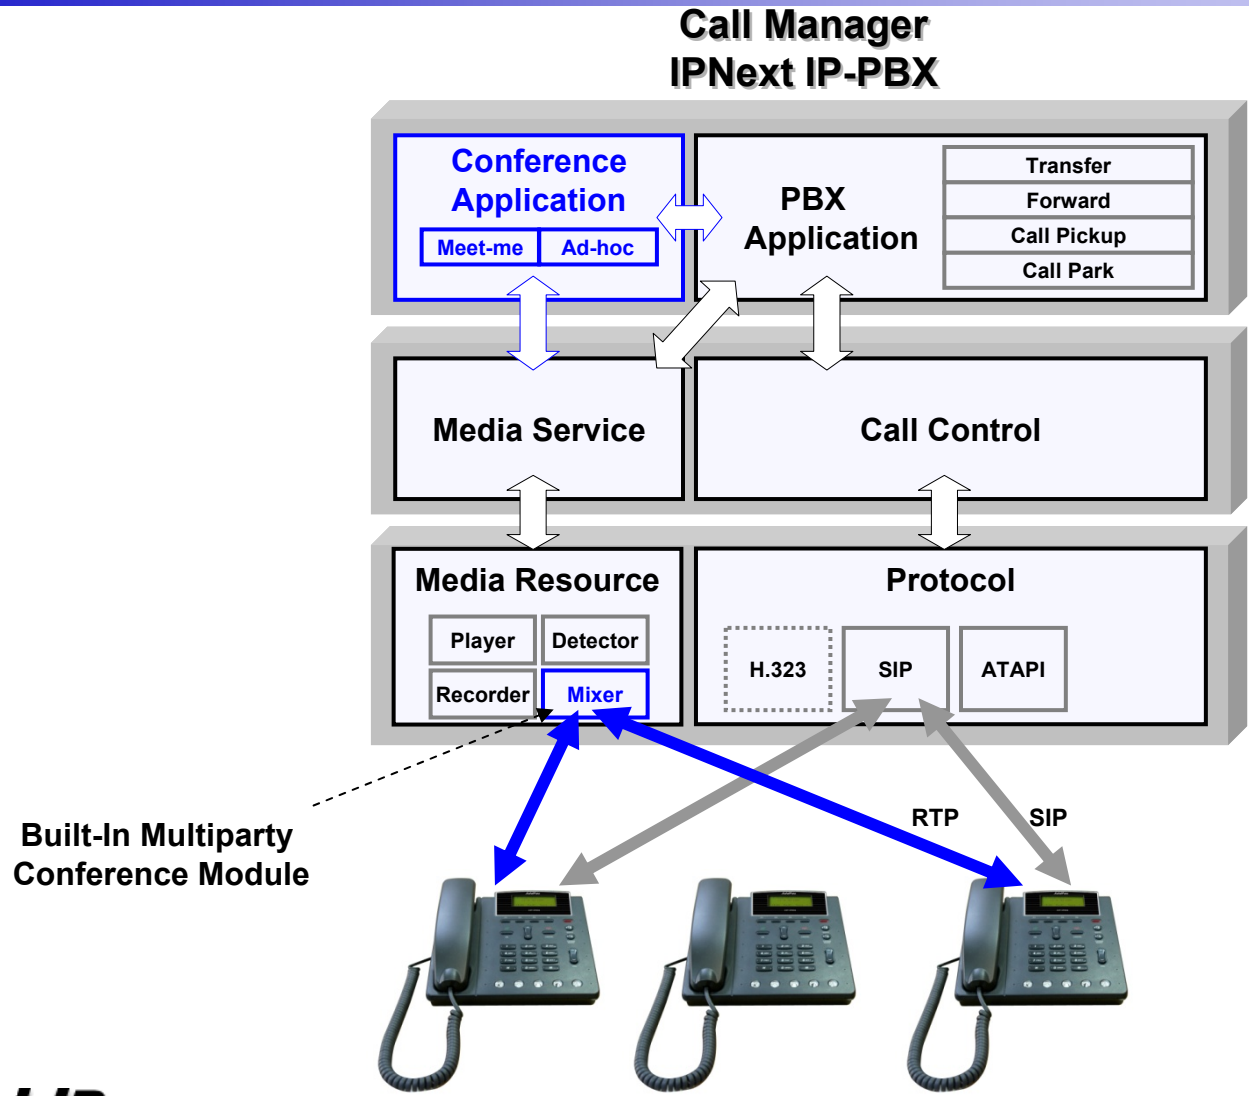 Call Manager
IPNext IP-PBX
Conference
Application
Meet-me
Ad-hoc
PBX
Application
Transfer
Forward
Call Pickup
Call Park
Media Service
Call Control
Media Resource
Player
Detector
Recorder
Mixer
Protocol
H.323
SIP
ATAPI
RTP
SIP
Built-In Multiparty
Conference Module